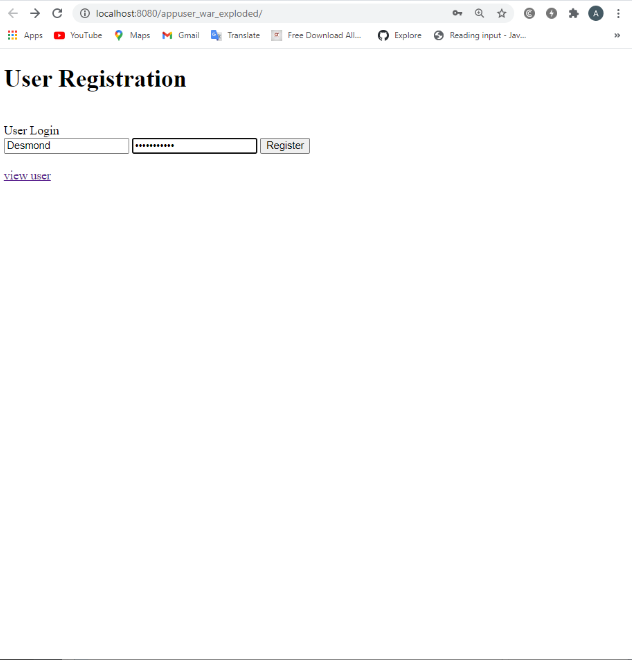 localhost:8080/appuser_war_exploded/
A
Apps YouTube Maps Gmail Translate Free Download All... Explore Reading input - Jav... »
User Registration
User Login
Desmond ••••••••••• Register
view user